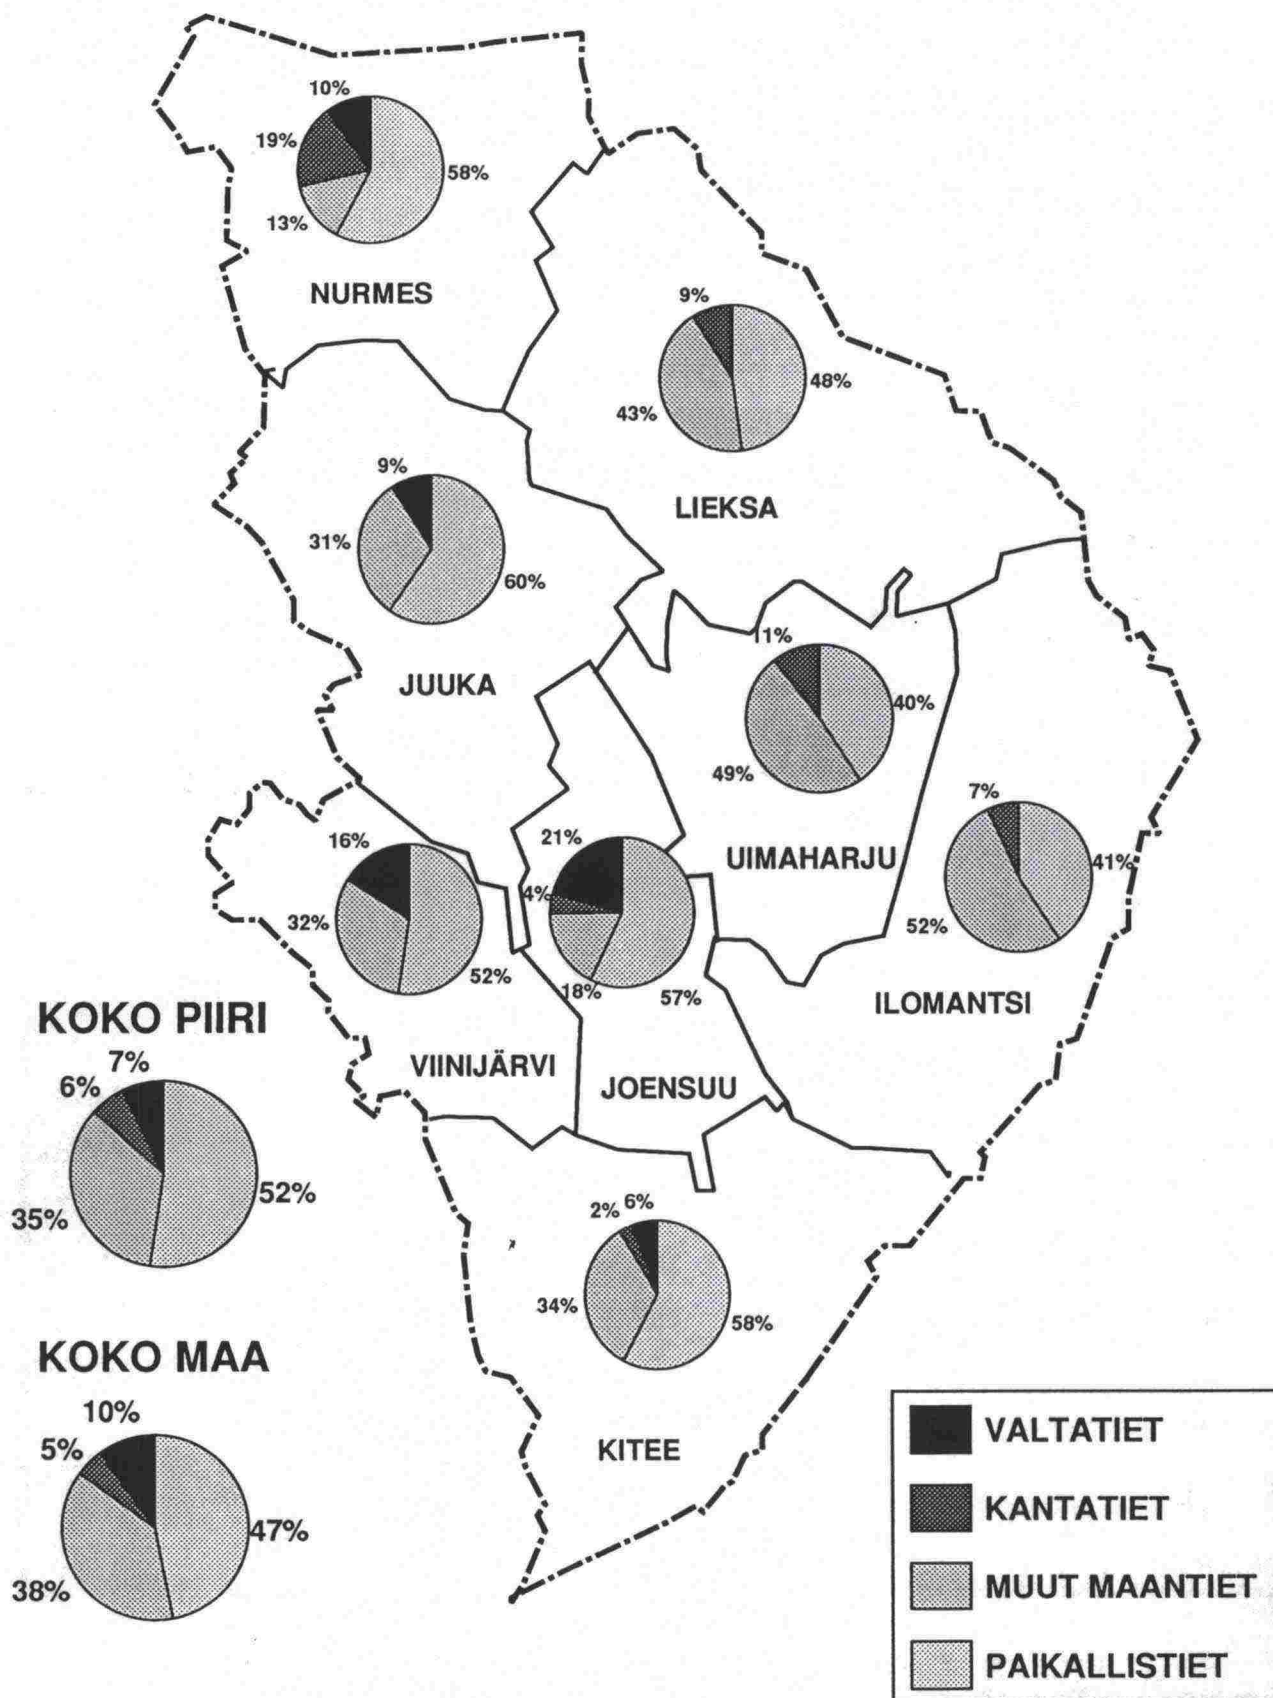 10%
19%
58%
13%
NURMES
9%
48%
43%
LIEKSA
9%
31%
60%
JUUKA
11%
40%
49%
UIMAHARJU
7%
41%
52%
ILOMANTSI
16%
32%
52%
VIINIJÄRVI
21%
4%
18%
57%
JOENSUU
KOKO PIIRI
7%
6%
52%
35%
2%
6%
34%
58%
KITEE
KOKO MAA
10%
5%
47%
38%
VALTATIET
KANTATIET
MUUT MAANTIET
PAIKALLISTIET